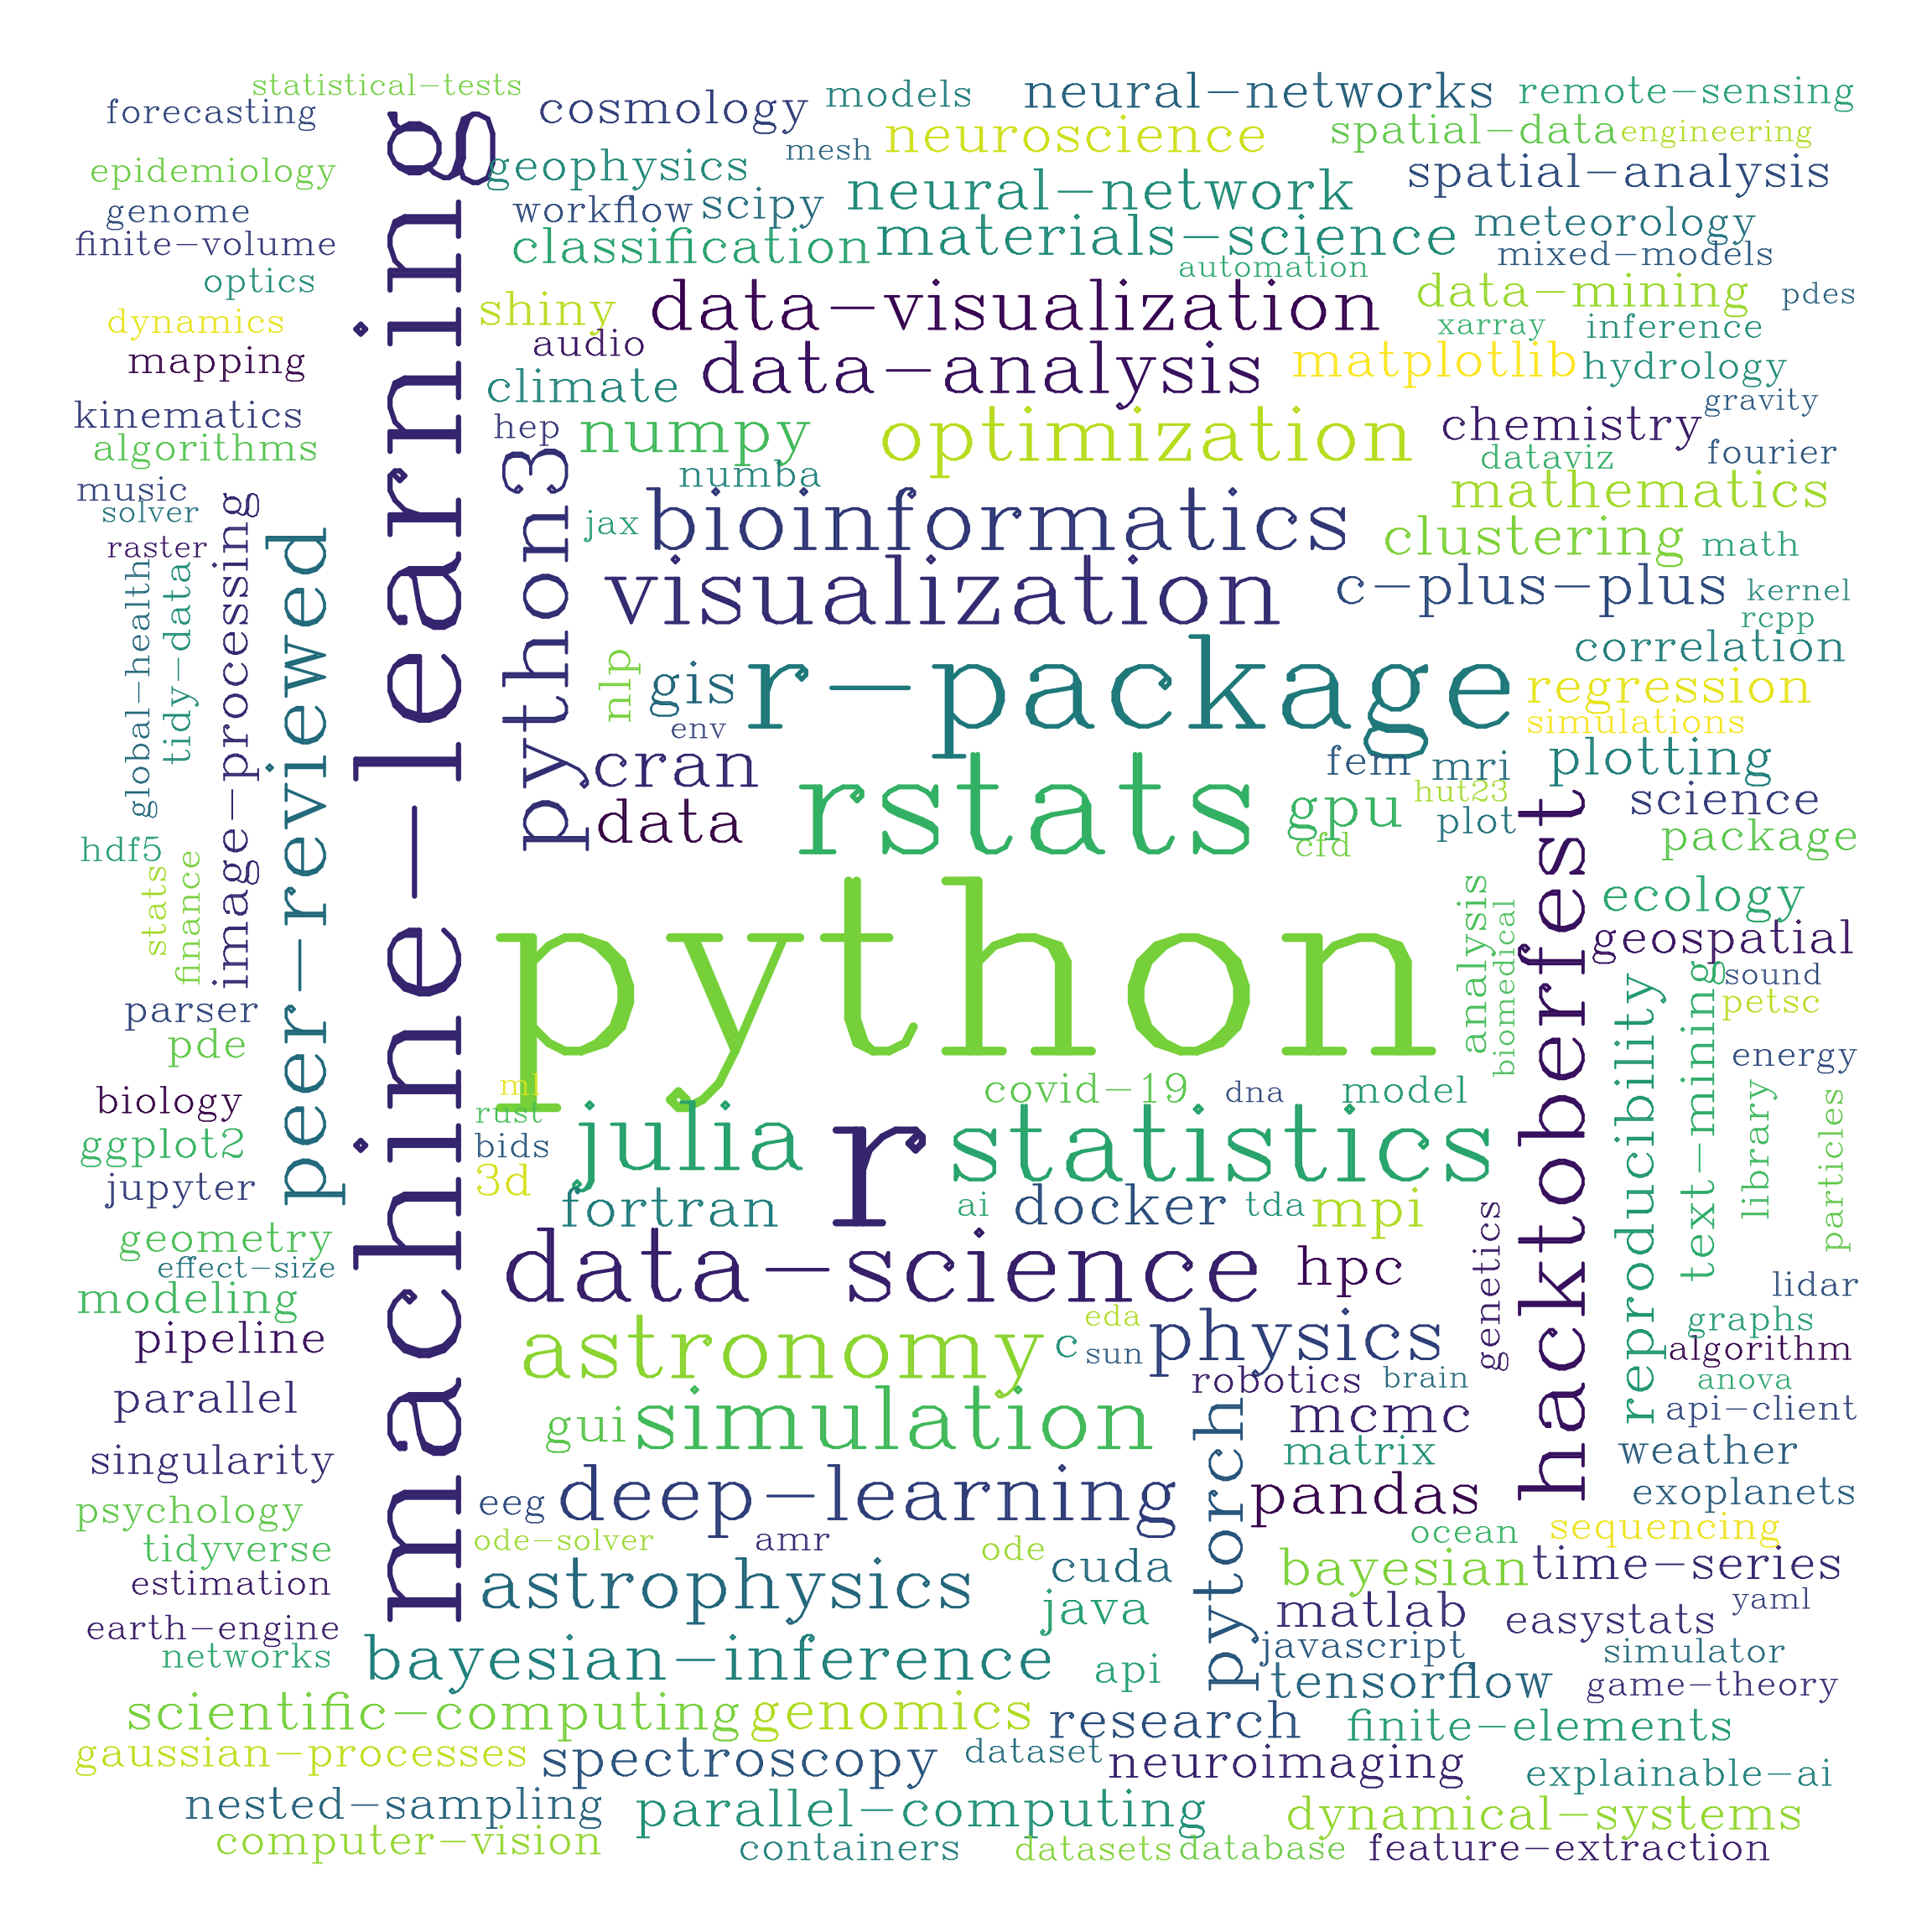 statistical-tests
forecasting
cosmology
models
neural-networks
remote-sensing
neuroscience
spatial-data
engineering
mesh
epidemiology
geophysics
spatial-analysis
genome
workflow
scipy
neural-network
meteorology
finite-volume
classification
materials-science
mixed-models
optics
automation
data-mining
pdes
dynamics
shiny
data-visualization
xarray
inference
mapping
audio
data-analysis
matplotlib
hydrology
kinematics
climate
gravity
algorithms
hep
numpy
optimization
chemistry
fourier
dataviz
music
numba
mathematics
solver
jax
bioinformatics
clustering
math
raster
visualization
c-plus-plus
kernel
rcpp
global-health
tidy-data
image-processing
peer-reviewed
machine-learning
python3
nlp
gis
r-package
correlation
regression
env
simulations
cran
rstats
fem
mri
plotting
data
gpu
hut23
science
plot
cfd
package
hdf5
stats
finance
python
analysis
biomedical
hacktoberfest
ecology
geospatial
reproducibility
text-mining
sound
petsc
parser
pde
energy
biology
ml
covid-19
dna
model
library
particles
rust
ggplot2
bids
julia
r
statistics
jupyter
3d
fortran
ai
docker
tda
mpi
geometry
effect-size
data-science
hpc
genetics
lidar
modeling
eda
graphs
pipeline
astronomy
c
sun
physics
algorithm
parallel
robotics
brain
anova
gui
simulation
pytorch
mcmc
api-client
singularity
matrix
weather
psychology
eeg
deep-learning
pandas
exoplanets
tidyverse
ode-solver
amr
ode
ocean
sequencing
estimation
astrophysics
cuda
bayesian
time-series
earth-engine
java
matlab
easystats
yaml
networks
bayesian-inference
api
javascript
simulator
tensorflow
game-theory
scientific-computing
genomics
research
finite-elements
gaussian-processes
spectroscopy
dataset
neuroimaging
explainable-ai
nested-sampling
parallel-computing
dynamical-systems
computer-vision
containers
datasets
database
feature-extraction